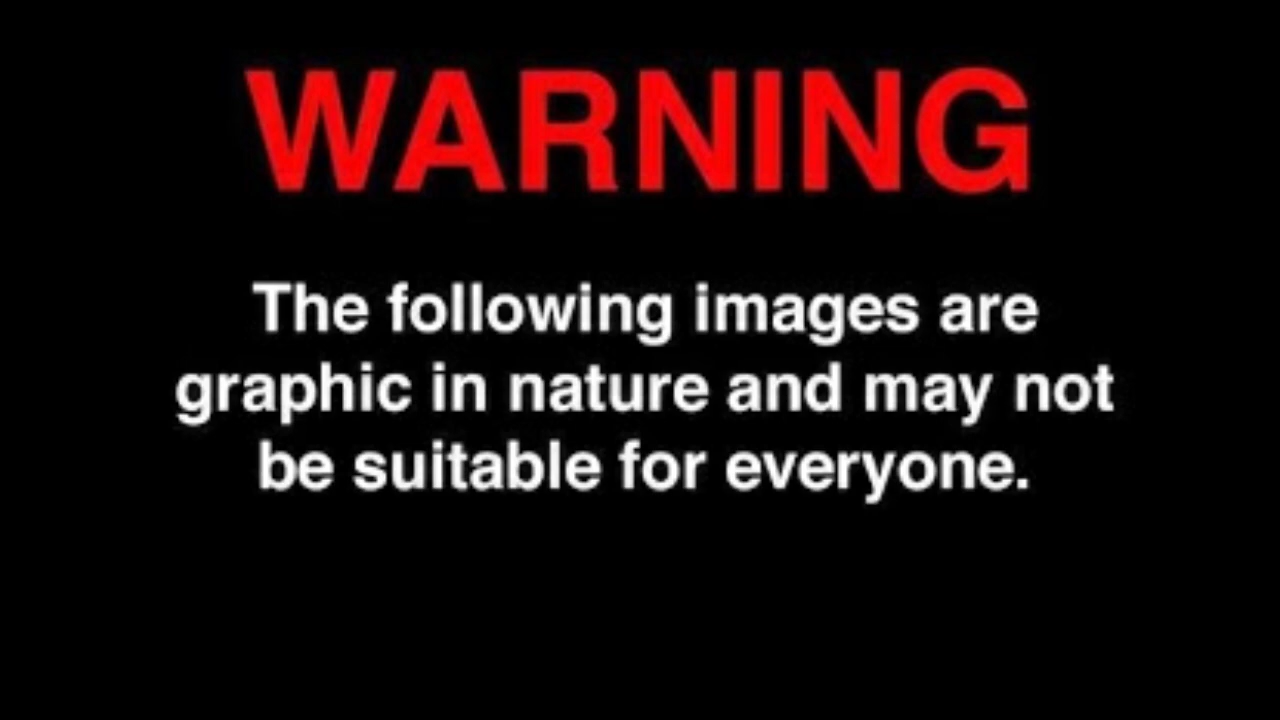 WARNING
The following images are
graphic in nature and may not
be suitable for everyone.